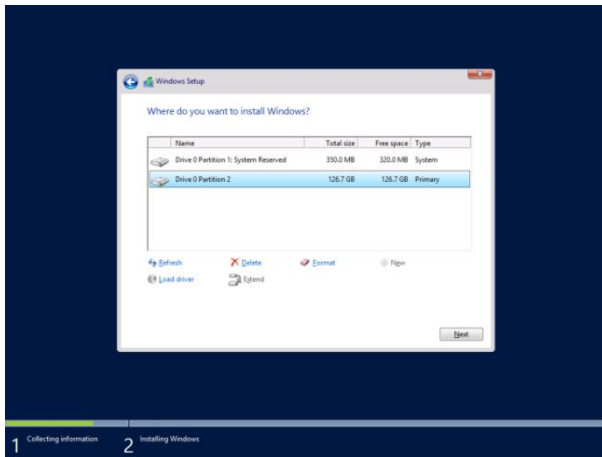 Windows Setup
Where do you want to install Windows?
Name Total size Free space Type
Drive 0 Partition 1: System Reserved 350.0 MB 320.0 MB System
Drive 0 Partition 2 126.7 GB 126.7 GB Primary
Refresh Delete Format New
Load driver Extend
Next
1 Collecting information 2 Installing Windows